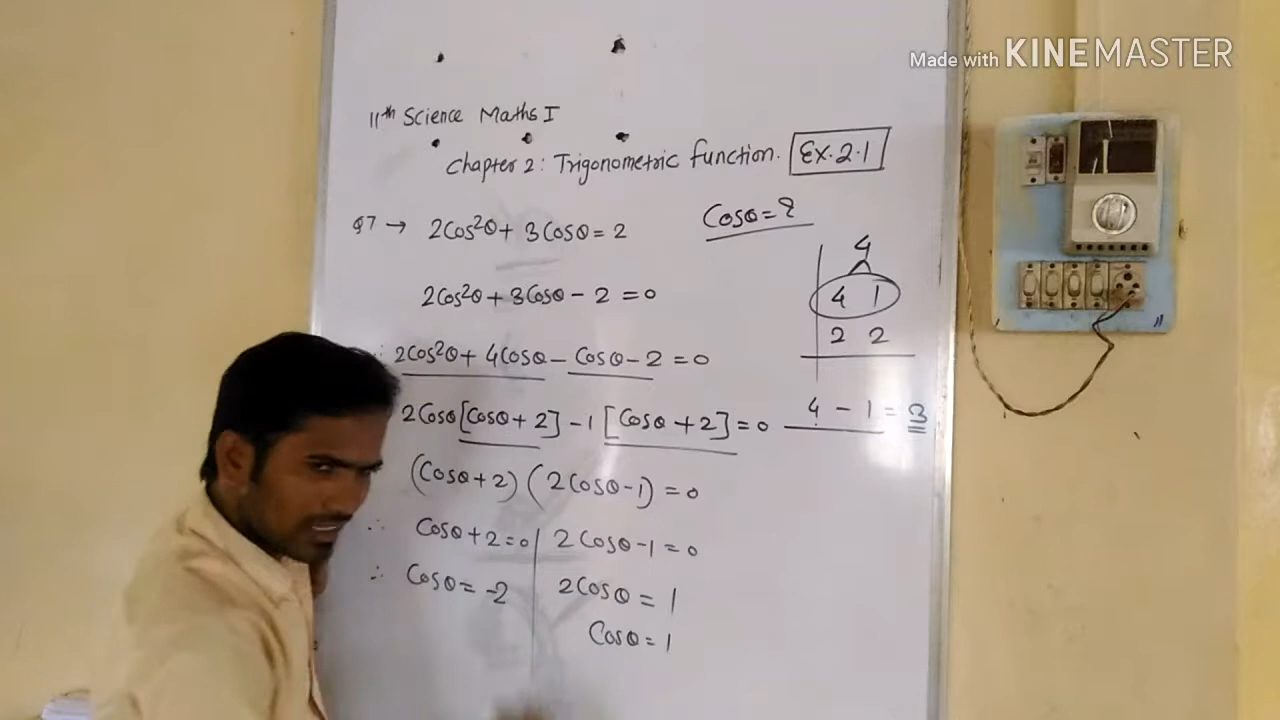 Made with KINEMASTER
11th Science Maths I
Chapter 2: Trigonometric function. Ex.2.1
Q7 → 2Cos²θ + 3Cosθ = 2
Cosθ = ?
2Cos²θ + 3Cosθ - 2 = 0
4
4 1
2 2
∴ 2Cos²θ + 4Cosθ - Cosθ - 2 = 0
2Cosθ [Cosθ + 2] - 1 [Cosθ + 2] = 0
4 - 1 = 3
(Cosθ + 2) (2Cosθ - 1) = 0
∴ Cosθ + 2 = 0 | 2Cosθ - 1 = 0
∴ Cosθ = -2 | 2Cosθ = 1
Cosθ = 1